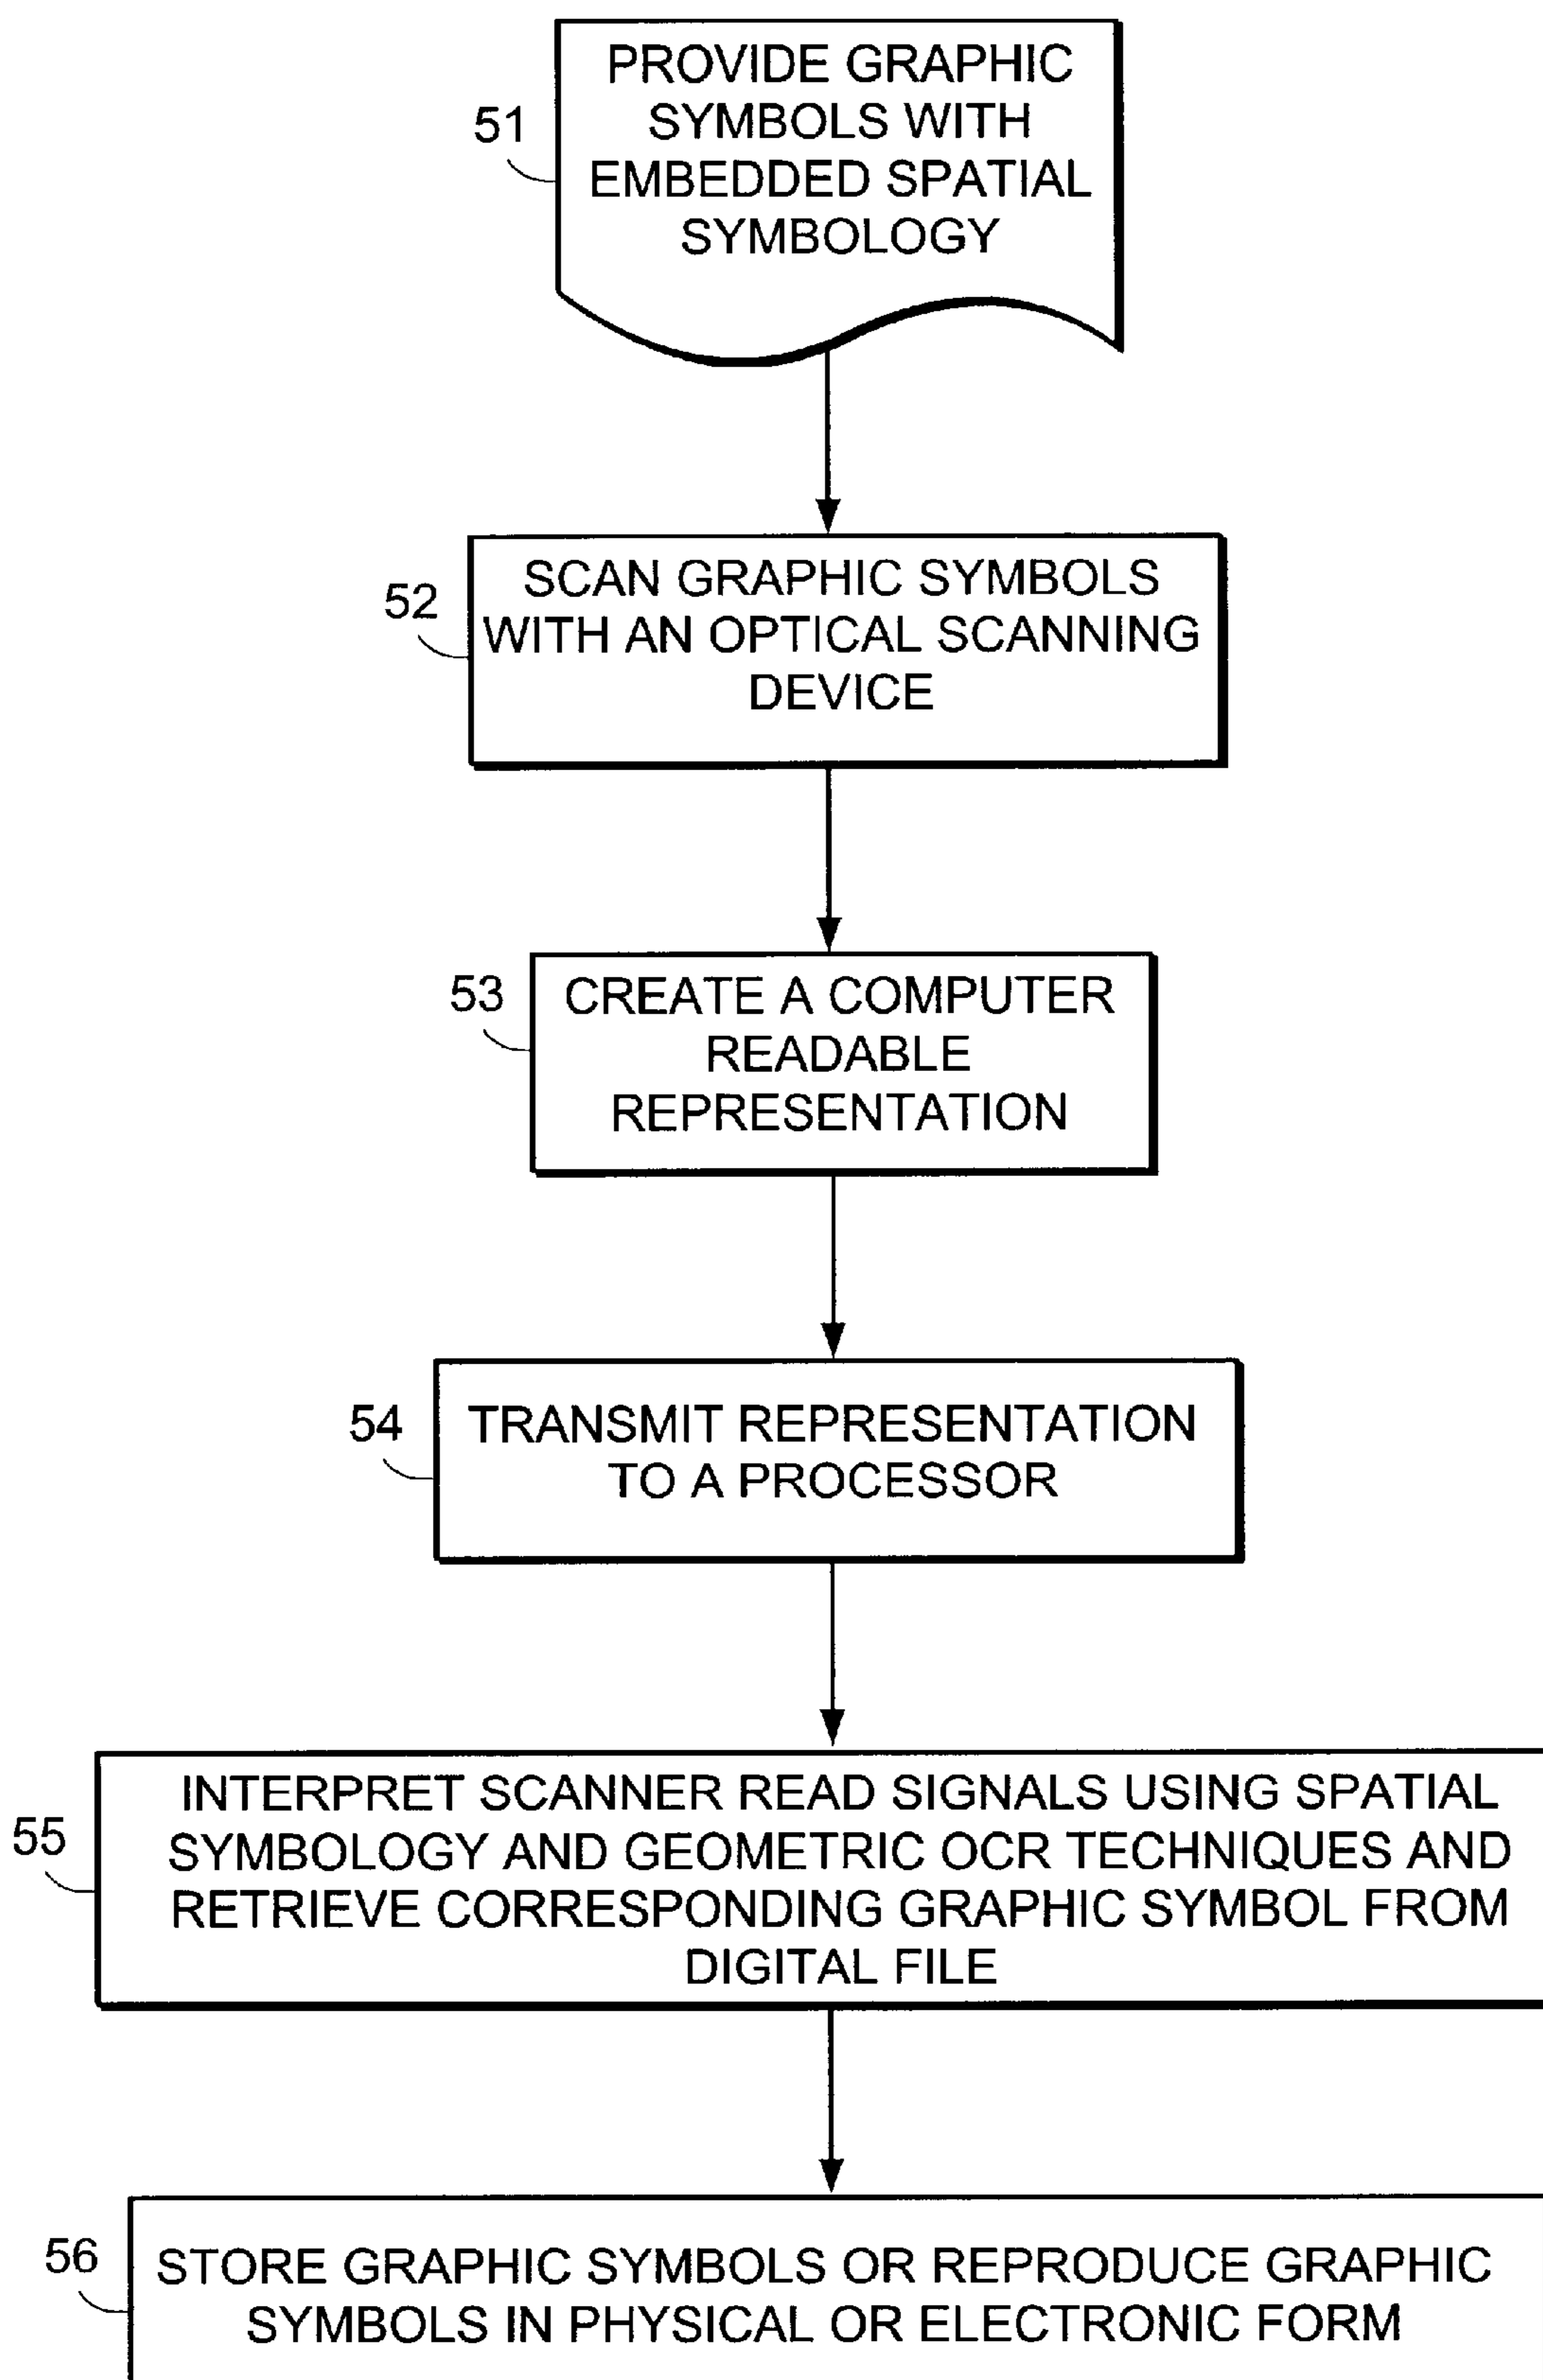 PROVIDE GRAPHIC
SYMBOLS WITH
EMBEDDED SPATIAL
SYMBOLOGY
51
SCAN GRAPHIC SYMBOLS
WITH AN OPTICAL SCANNING
DEVICE
52
CREATE A COMPUTER
READABLE
REPRESENTATION
53
TRANSMIT REPRESENTATION
TO A PROCESSOR
54
INTERPRET SCANNER READ SIGNALS USING SPATIAL
SYMBOLOGY AND GEOMETRIC OCR TECHNIQUES AND
RETRIEVE CORRESPONDING GRAPHIC SYMBOL FROM
DIGITAL FILE
55
STORE GRAPHIC SYMBOLS OR REPRODUCE GRAPHIC
SYMBOLS IN PHYSICAL OR ELECTRONIC FORM
56